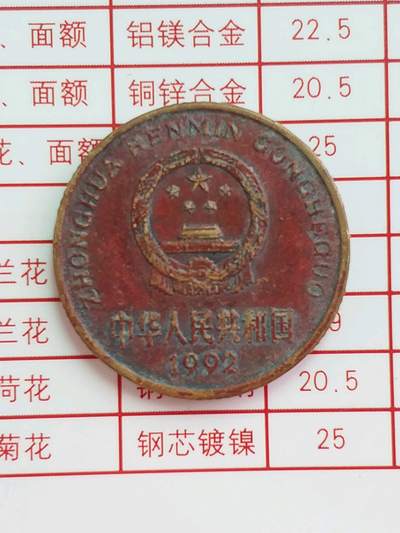 、面额 铝镁合金 22.5
、面额 铜锌合金 20.5
花、面额 25
ZHONGHUA RENMIN GONGHEGUO
兰花
中华人民共和国
1992
兰花 9
荷花 20.5
菊花 钢芯镀镍 25